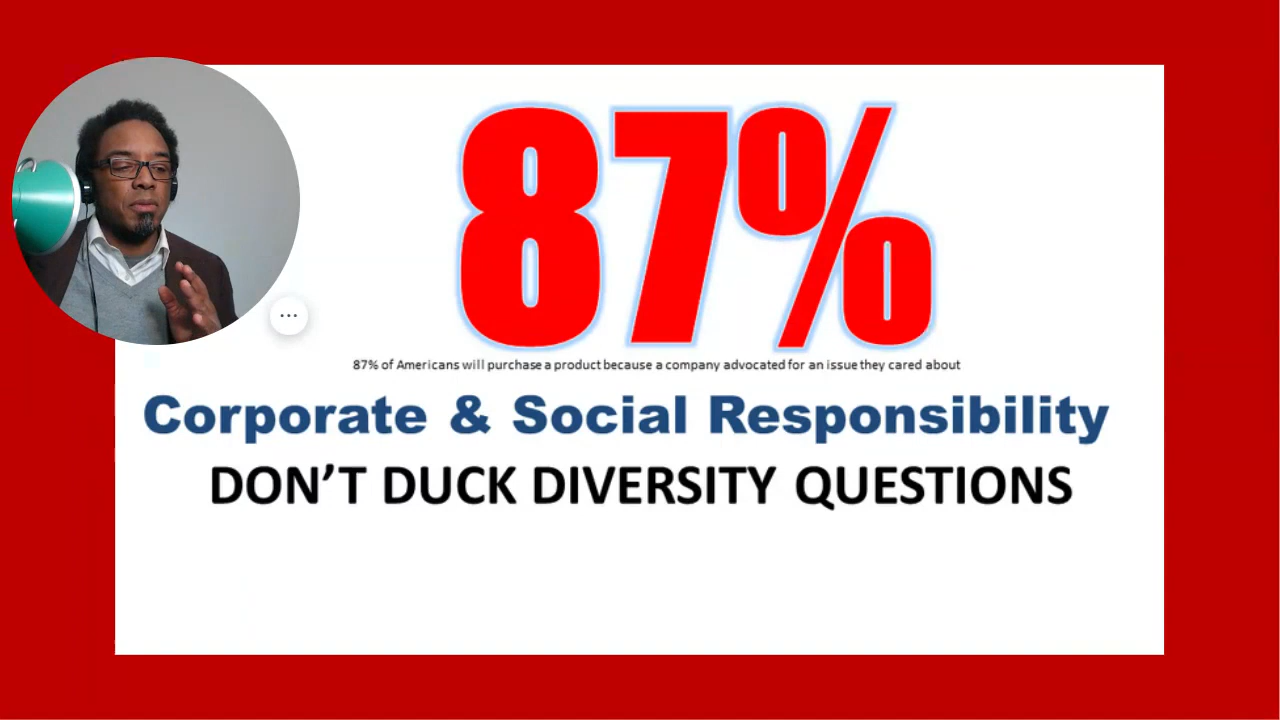 87%
87% of Americans will purchase a product because a company advocated for an issue they cared about
Corporate & Social Responsibility
DON’T DUCK DIVERSITY QUESTIONS